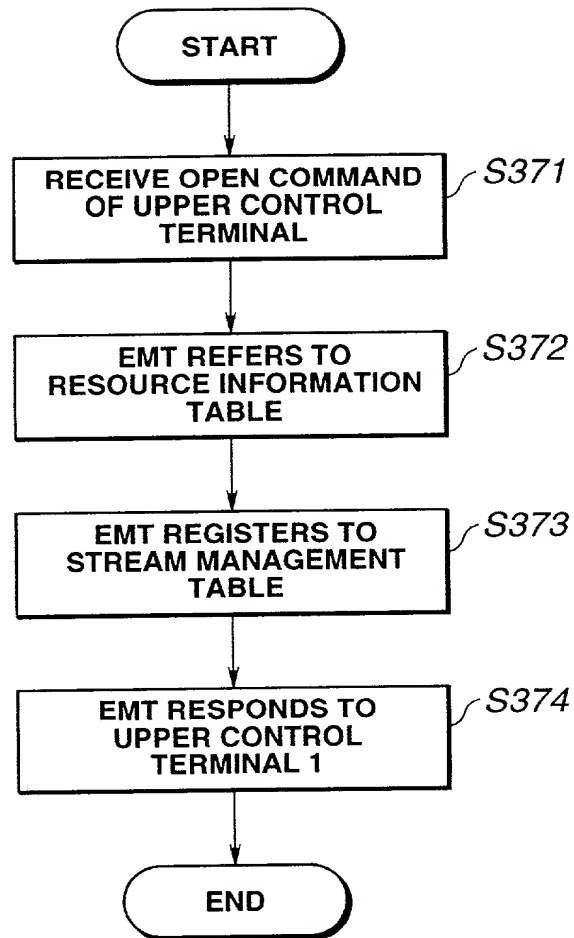 START
RECEIVE OPEN COMMAND
OF UPPER CONTROL
TERMINAL
S371
EMT REFERS TO
RESOURCE INFORMATION
TABLE
S372
EMT REGISTERS TO
STREAM MANAGEMENT
TABLE
S373
EMT RESPONDS TO
UPPER CONTROL
TERMINAL 1
S374
END